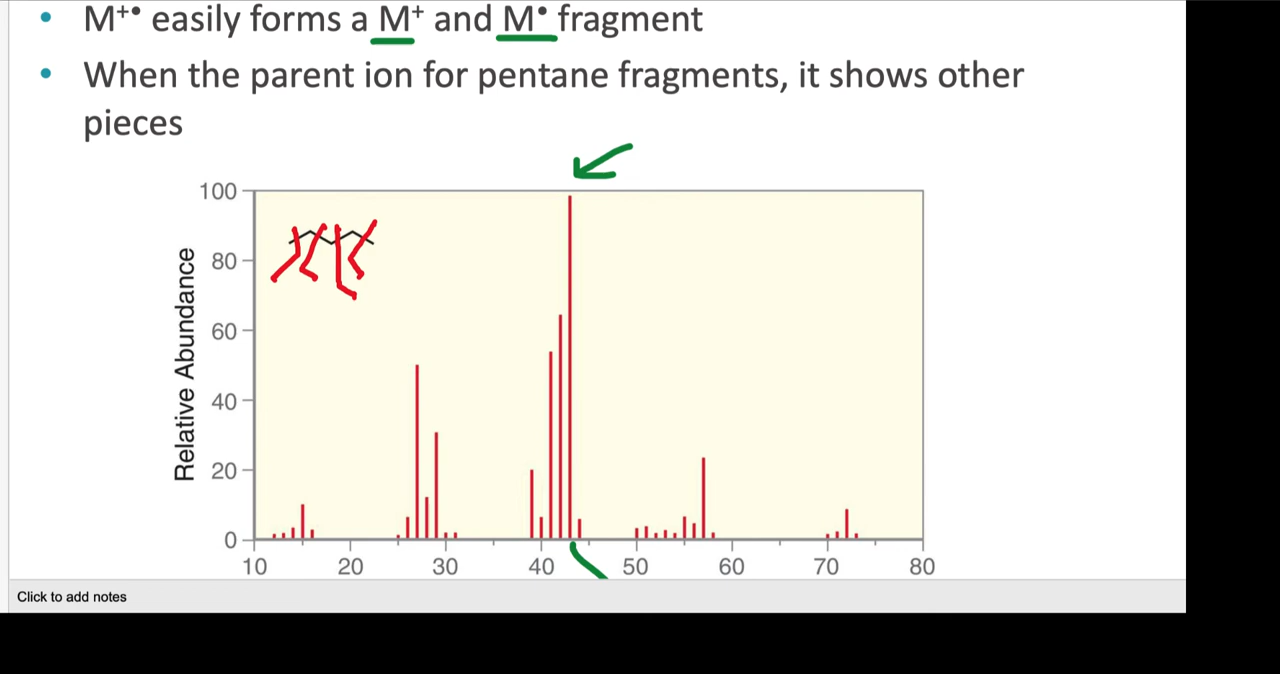 • M⁺• easily forms a M⁺ and M• fragment
• When the parent ion for pentane fragments, it shows other
pieces
Relative Abundance
100
80
60
40
20
0
10 20 30 40 50 60 70 80
Click to add notes